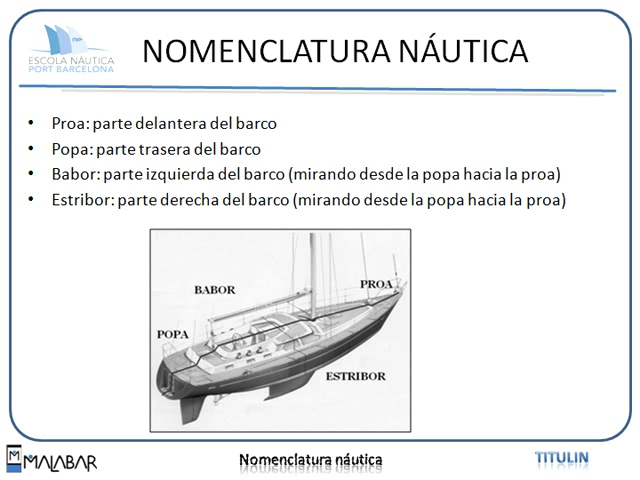 ESCOLA NÁUTICA
PORT BARCELONA
NOMENCLATURA NÁUTICA
• Proa: parte delantera del barco
• Popa: parte trasera del barco
• Babor: parte izquierda del barco (mirando desde la popa hacia la proa)
• Estribor: parte derecha del barco (mirando desde la popa hacia la proa)
BABOR
PROA
POPA
ESTRIBOR
M MALABAR
Nomenclatura náutica
TITULIN